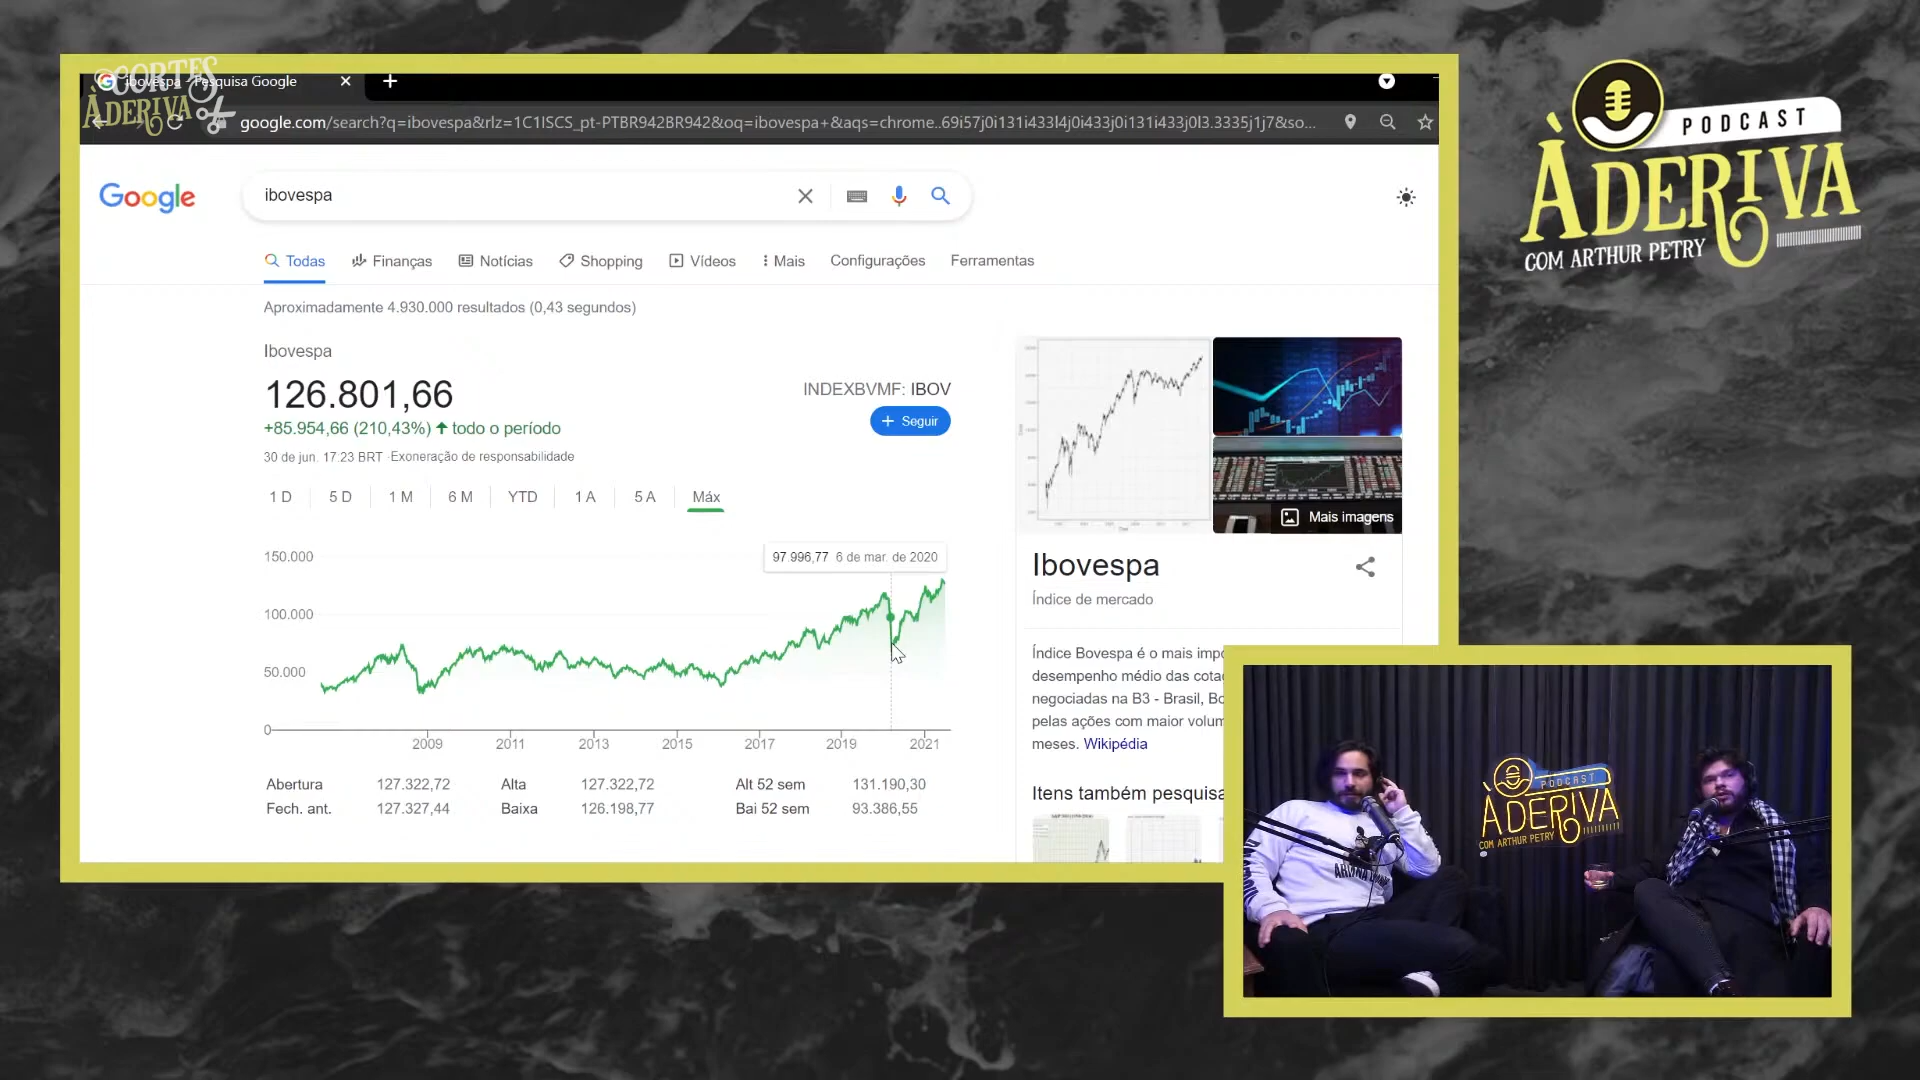 CORTES
ÀDERIVA
ibovespa - Pesquisa Google
google.com/search?q=ibovespa&rlz=1C1ISCS_pt-PTBR942BR942&oq=ibovespa+&aqs=chrome..69i57j0i131i433l4j0i433j0i131i433j0l3.3335j1j7&so...
PODCAST
ÀDERIVA
COM ARTHUR PETRY
Google
ibovespa
Todas Finanças Notícias Shopping Vídeos Mais Configurações Ferramentas
Aproximadamente 4.930.000 resultados (0,43 segundos)
Ibovespa
126.801,66
INDEXBVMF: IBOV
+85.954,66 (210,43%) todo o período
+ Seguir
30 de jun. 17:23 BRT · Exoneração de responsabilidade
1 D 5 D 1 M 6 M YTD 1 A 5 A Máx
97.996,77 6 de mar. de 2020
150.000
100.000
50.000
0
2009 2011 2013 2015 2017 2019 2021
Abertura 127.322,72 Alta 127.322,72 Alt 52 sem 131.190,30
Fech. ant. 127.327,44 Baixa 126.198,77 Bai 52 sem 93.386,55
Mais imagens
Ibovespa
Índice de mercado
Índice Bovespa é o mais impo
desempenho médio das cotaç
negociadas na B3 - Brasil, Bo
pelas ações com maior volum
meses. Wikipédia
Itens também pesquisa
PODCAST
ÀDERIVA
COM ARTHUR PETRY